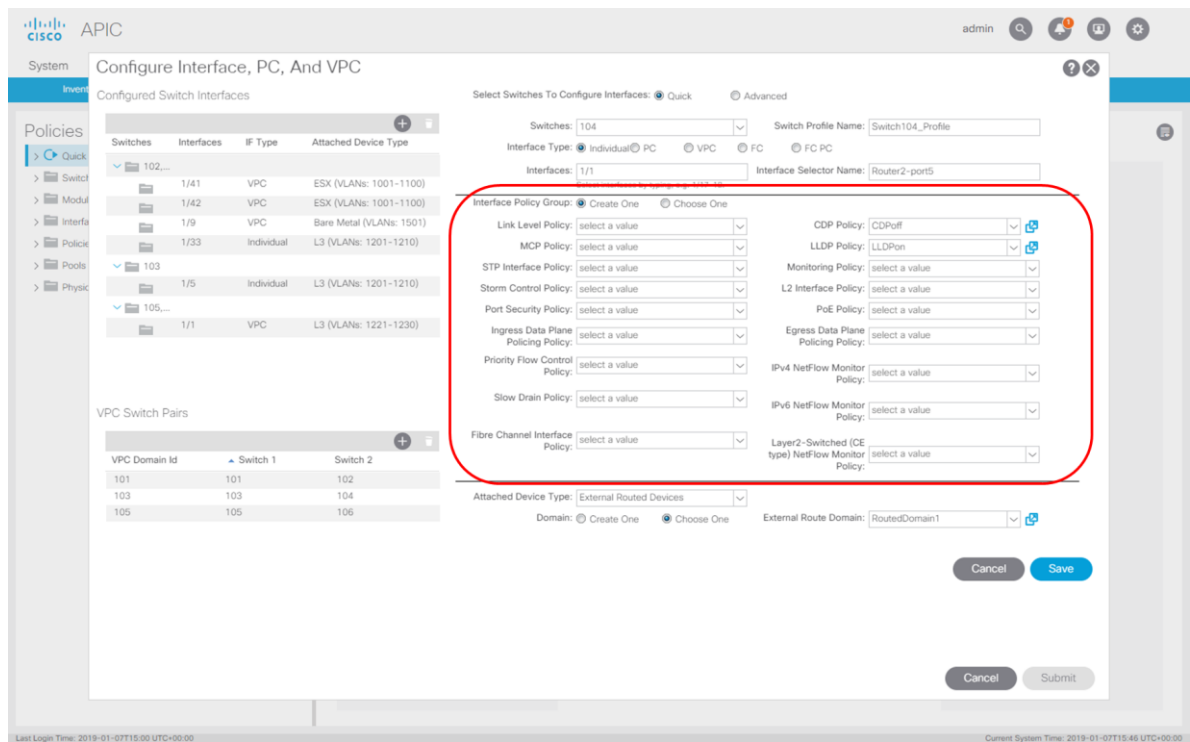 CISCO APIC admin 1
System
Configure Interface, PC, And VPC
Invent
Configured Switch Interfaces
Select Switches To Configure Interfaces: Quick Advanced
Policies
Quick
Switch
Modul
Interfa
Policie
Pools
Physic
Switches Interfaces IF Type Attached Device Type
102,...
1/41 VPC ESX (VLANs: 1001-1100)
1/42 VPC ESX (VLANs: 1001-1100)
1/9 VPC Bare Metal (VLANs: 1501)
1/33 Individual L3 (VLANs: 1201-1210)
103
1/5 Individual L3 (VLANs: 1201-1210)
105,...
1/1 VPC L3 (VLANs: 1221-1230)
VPC Switch Pairs
VPC Domain Id Switch 1 Switch 2
101 101 102
103 103 104
105 105 106
Switches: 104 Switch Profile Name: Switch104_Profile
Interface Type: Individual PC VPC FC FC PC
Interfaces: 1/1 Interface Selector Name: Router2-port5
Select interfaces by typing, e.g. 1/17-18.
Interface Policy Group: Create One Choose One
Link Level Policy: select a value CDP Policy: CDPoff
MCP Policy: select a value LLDP Policy: LLDPon
STP Interface Policy: select a value Monitoring Policy: select a value
Storm Control Policy: select a value L2 Interface Policy: select a value
Port Security Policy: select a value PoE Policy: select a value
Ingress Data Plane
Policing Policy: select a value
Egress Data Plane
Policing Policy: select a value
Priority Flow Control
Policy: select a value
IPv4 NetFlow Monitor
Policy: select a value
Slow Drain Policy: select a value
IPv6 NetFlow Monitor
Policy: select a value
Fibre Channel Interface
Policy: select a value
Layer2-Switched (CE
type) NetFlow Monitor
Policy: select a value
Attached Device Type: External Routed Devices
Domain: Create One Choose One External Route Domain: RoutedDomain1
Cancel Save
Cancel Submit
Last Login Time: 2019-01-07T15:00 UTC+00:00 Current System Time: 2019-01-07T15:46 UTC+00:00